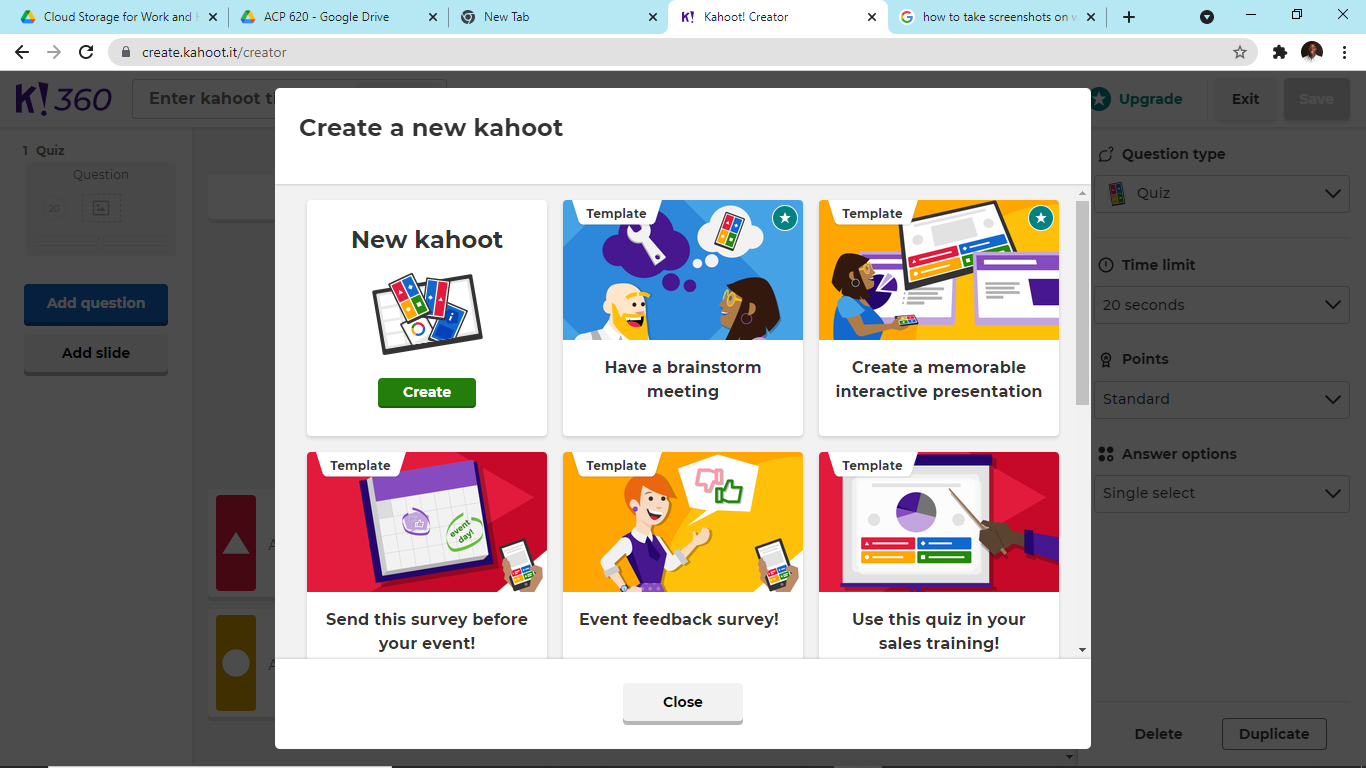 Cloud Storage for Work and H
ACP 620 - Google Drive
New Tab
Kahoot! Creator
how to take screenshots on w
create.kahoot.it/creator
K! 360
Enter kahoot ti
Upgrade
Exit
Save
1 Quiz
Question
20
Add question
Add slide
Create a new kahoot
New kahoot
Create
Template
Have a brainstorm
meeting
Template
Create a memorable
interactive presentation
Template
event
day!
Send this survey before
your event!
Template
Event feedback survey!
Template
Use this quiz in your
sales training!
Close
Question type
Quiz
Time limit
20 seconds
Points
Standard
Answer options
Single select
Delete
Duplicate